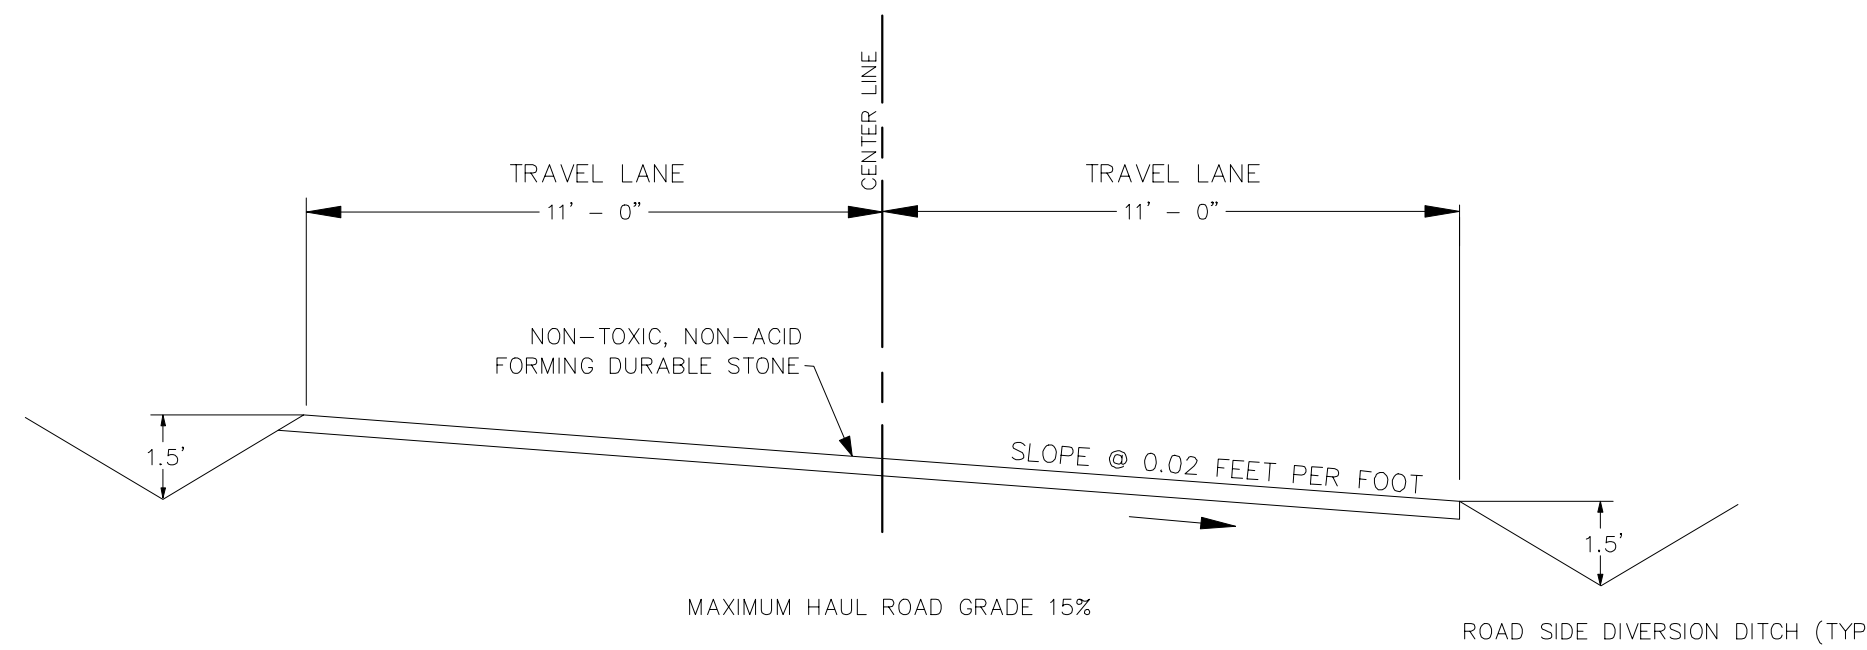 CENTER LINE
TRAVEL LANE
11' - 0"
TRAVEL LANE
11' - 0"
NON-TOXIC, NON-ACID
FORMING DURABLE STONE
1.5'
SLOPE @ 0.02 FEET PER FOOT
1.5'
MAXIMUM HAUL ROAD GRADE 15%
ROAD SIDE DIVERSION DITCH (TYP